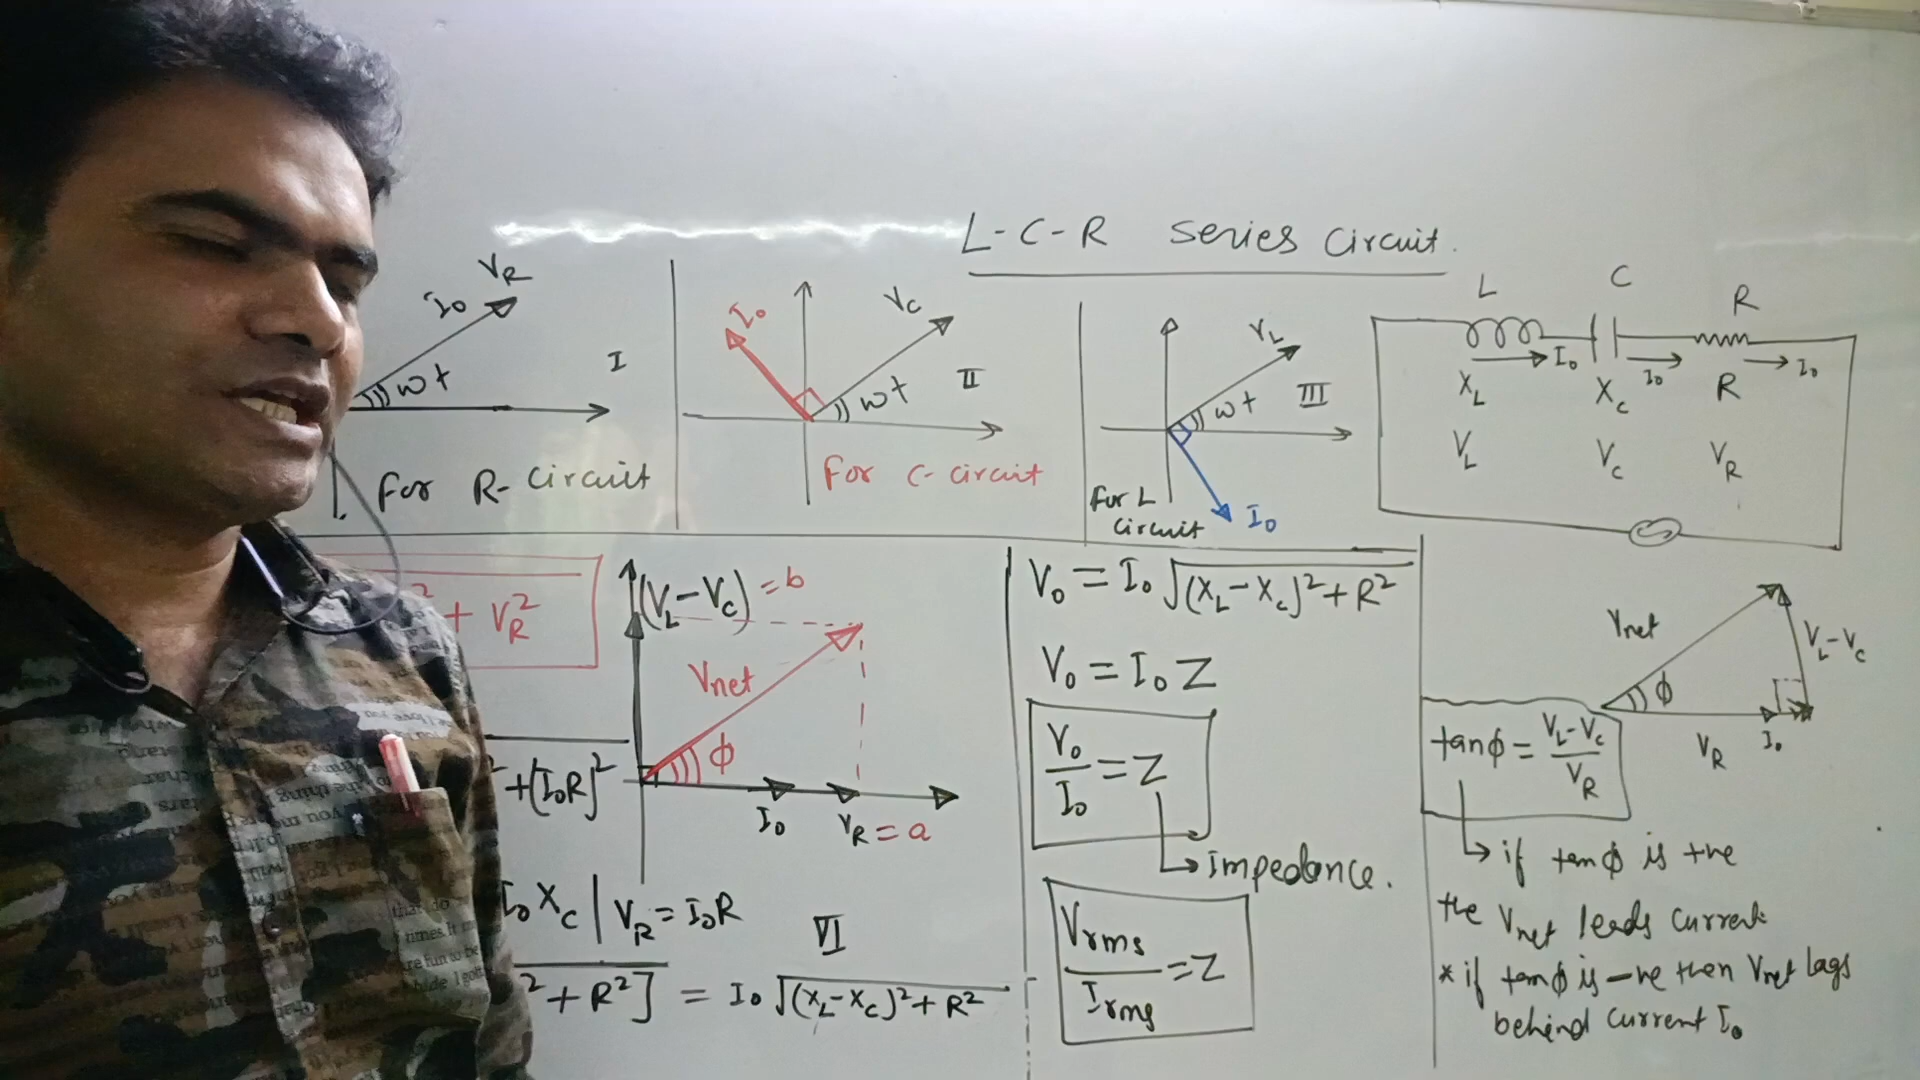 L-C-R Series Circuit.
I₀ V_R
ωt
I
For R-Circuit
I₀ V_C
ωt
II
For C-Circuit
V_L
ωt
III
For L
Circuit
I₀
L C R
I₀ I₀ I₀
X_L X_C R
V_L V_C V_R
² + V_R²
(V_L-V_C) = b
V_net
φ
I₀ V_R = a
² + (I₀R)²
I₀X_C | V_R = I₀R
VI
² + R²] = I₀ √(X_L-X_C)² + R²
V₀ = I₀ √(X_L-X_C)² + R²
V₀ = I₀ Z
V₀/I₀ = Z
Impedance.
V_rms/I_rms = Z
V_net
V_L-V_C
φ
V_R I₀
tanφ = V_L-V_C/V_R
if tanφ is +ve
the V_net leads current
* if tanφ is -ve then V_net lags
behind current I₀